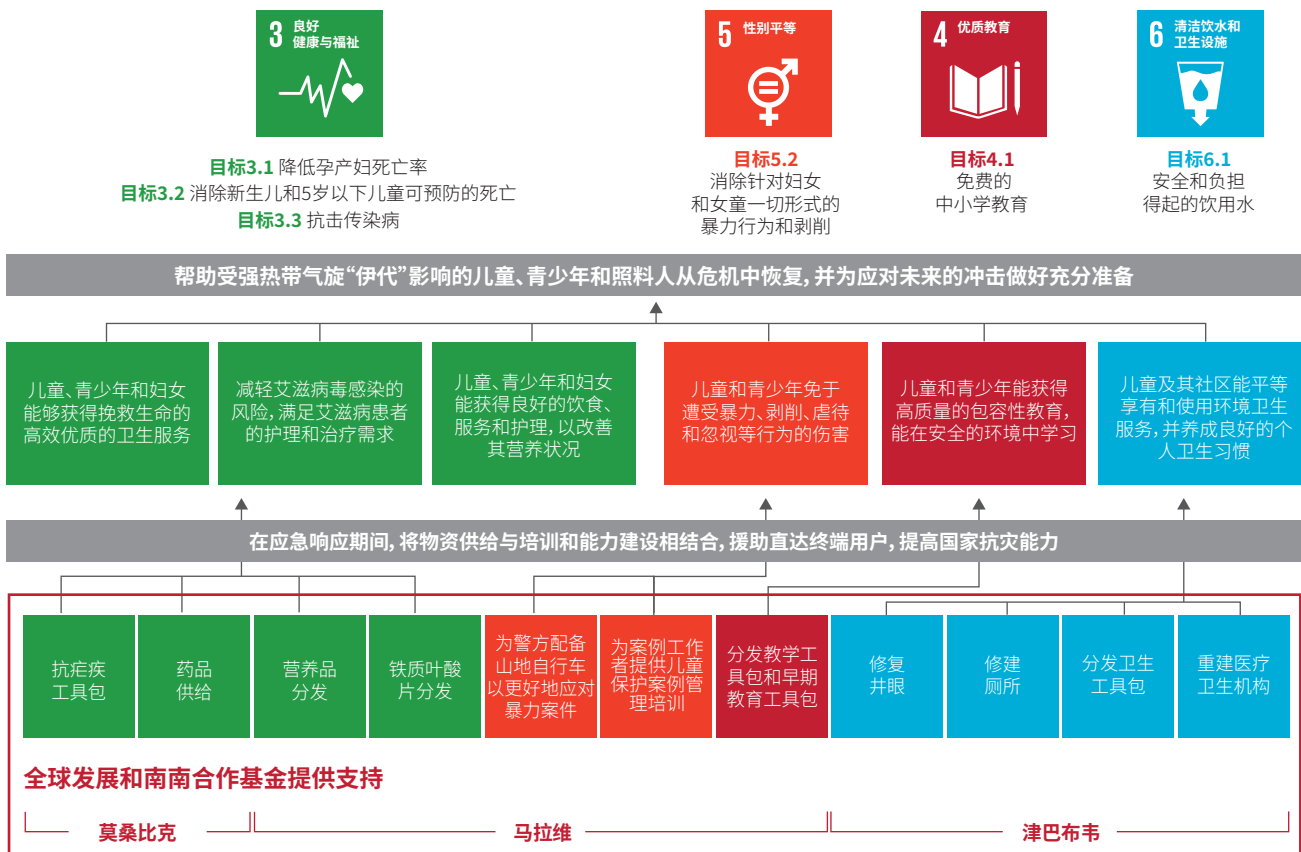 3 良好
健康与福祉
5 性别平等
4 优质教育
6 清洁饮水和
卫生设施
目标3.1 降低孕产妇死亡率
目标3.2 消除新生儿和5岁以下儿童可预防的死亡
目标3.3 抗击传染病
目标5.2
消除针对妇女
和女童一切形式的
暴力行为和剥削
目标4.1
免费的
中小学教育
目标6.1
安全和负担
得起的饮用水
帮助受强热带气旋“伊代”影响的儿童、青少年和照料人从危机中恢复, 并为应对未来的冲击做好充分准备
儿童、青少年和妇女
能够获得挽救生命的
高效优质的卫生服务
减轻艾滋病毒感染的
风险, 满足艾滋病患者
的护理和治疗需求
儿童、青少年和妇女
能获得良好的饮食、
服务和护理, 以改善
其营养状况
儿童和青少年免于
遭受暴力、剥削、虐待
和忽视等行为的伤害
儿童和青少年能获得
高质量的包容性教育,
能在安全的环境中学习
儿童及其社区能平等
享有和使用环境卫生
服务, 并养成良好的个
人卫生习惯
在应急响应期间, 将物资供给与培训和能力建设相结合, 援助直达终端用户, 提高国家抗灾能力
抗疟疾
工具包
药品
供给
营养品
分发
铁质叶酸
片分发
为警方配备
山地自行车
以更好地应对
暴力案件
为案例工作
者提供儿童
保护案例管
理培训
分发教学工
具包和早期
教育工具包
修复
井眼
修建
厕所
分发卫生
工具包
重建医疗
卫生机构
全球发展和南南合作基金提供支持
莫桑比克
马拉维
津巴布韦